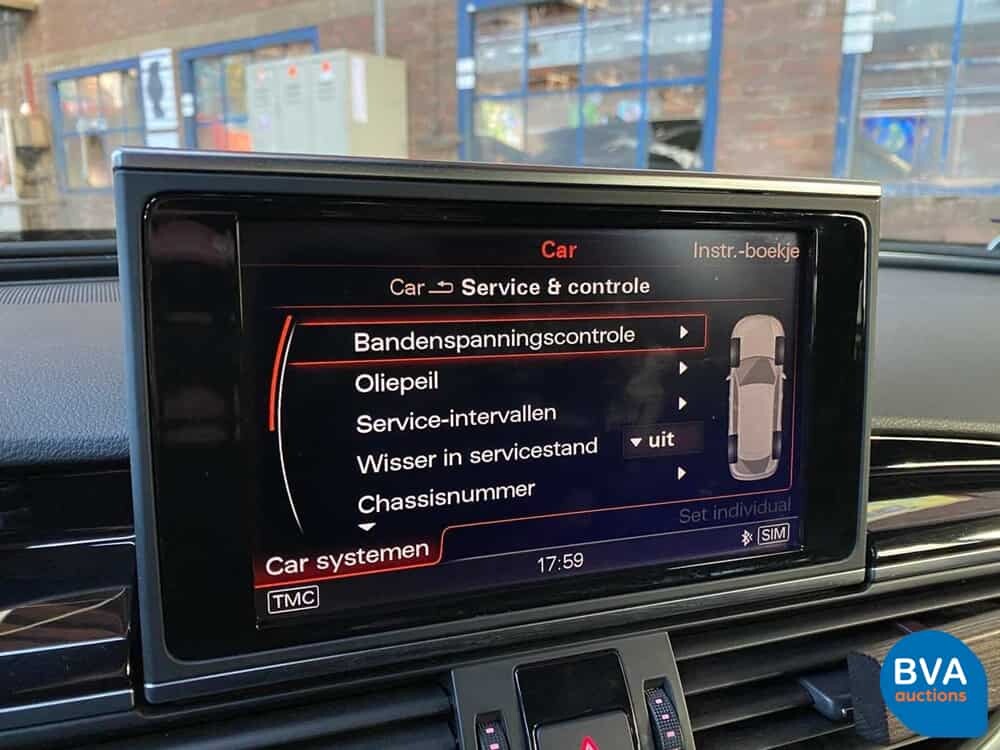 Car
Instr.-boekje
Car Service & controle
Bandenspanningscontrole
Oliepeil
Service-intervallen
Wisser in servicestand uit
Chassisnummer
Set individual
Car systemen
17:59
SIM
TMC
BVA
auctions